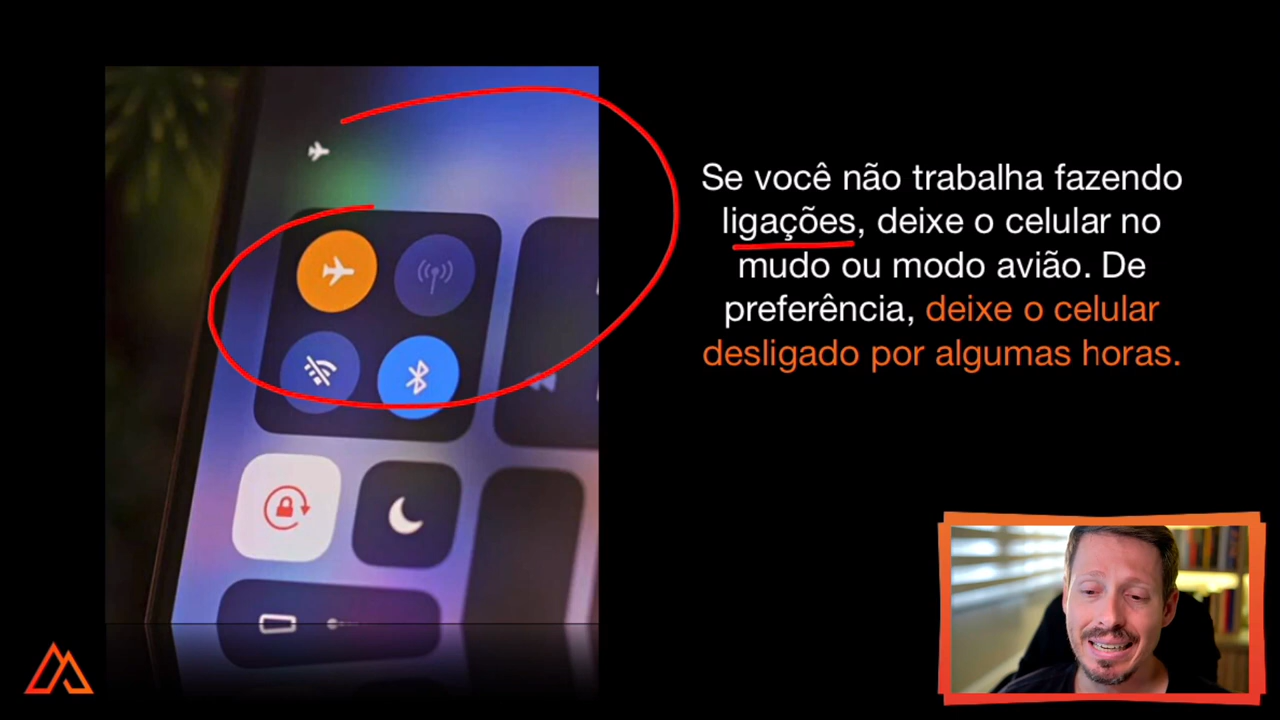 Se você não trabalha fazendo
ligações, deixe o celular no
mudo ou modo avião. De
preferência, deixe o celular
desligado por algumas horas.